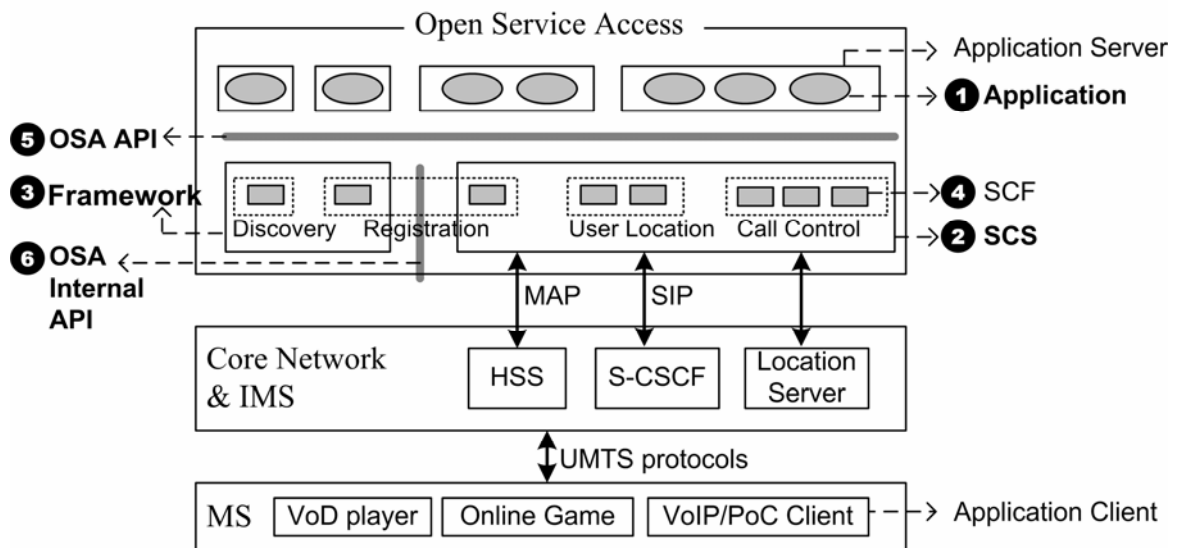 Open Service Access
Application Server
1 Application
5 OSA API
3 Framework
4 SCF
Discovery
Registration
User Location
Call Control
2 SCS
6 OSA
Internal
API
MAP
SIP
Core Network
& IMS
HSS
S-CSCF
Location
Server
UMTS protocols
MS
VoD player
Online Game
VoIP/PoC Client
Application Client